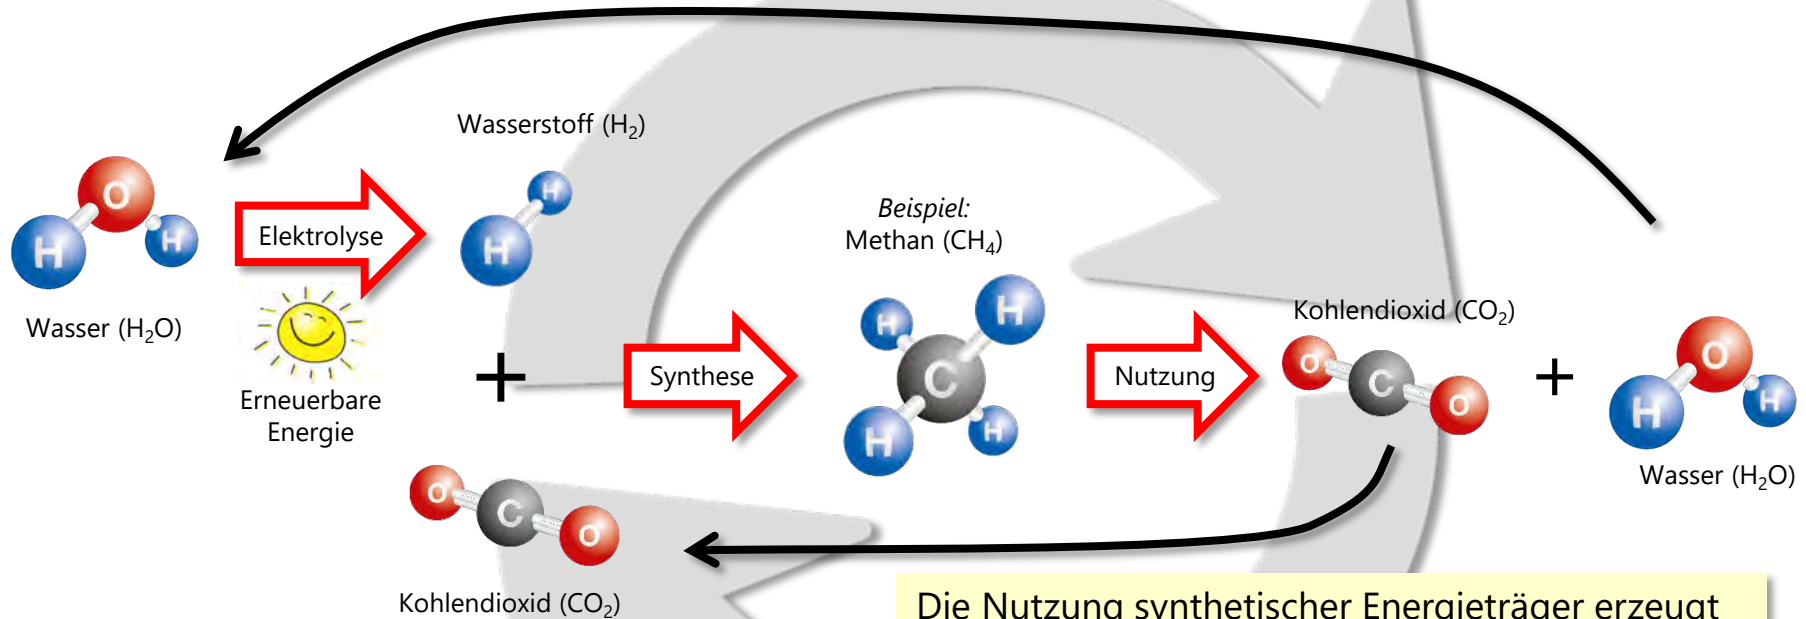 Wasserstoff (H₂)
O
H
H
Elektrolyse
H
H
Wasser (H₂O)
Erneuerbare
Energie
+
Synthese
Beispiel:
Methan (CH₄)
H
H
C
H
H
Nutzung
Kohlendioxid (CO₂)
O
C
O
+
O
H
H
Wasser (H₂O)
O
C
O
Kohlendioxid (CO₂)
Die Nutzung synthetischer Energieträger erzeugt